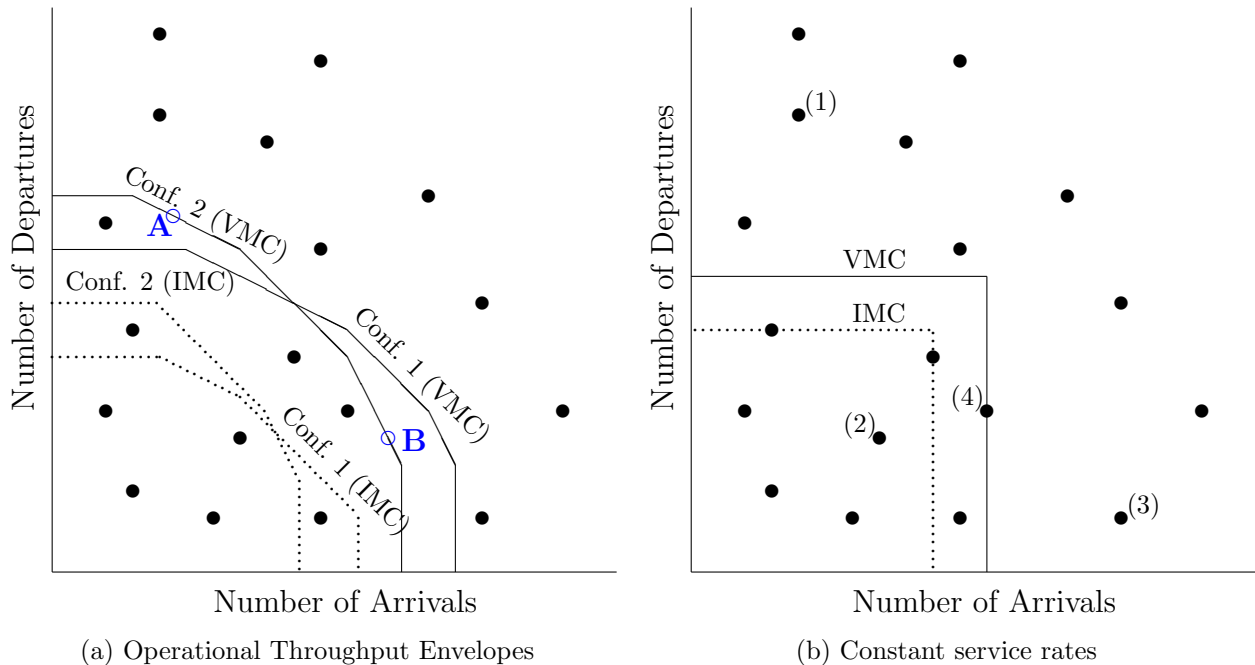 Number of Departures
Conf. 2 (VMC)
A
Conf. 2 (IMC)
Conf. 1 (VMC)
Conf. 1 (IMC)
B
Number of Arrivals
(a) Operational Throughput Envelopes
Number of Departures
(1)
VMC
IMC
(4)
(2)
(3)
Number of Arrivals
(b) Constant service rates